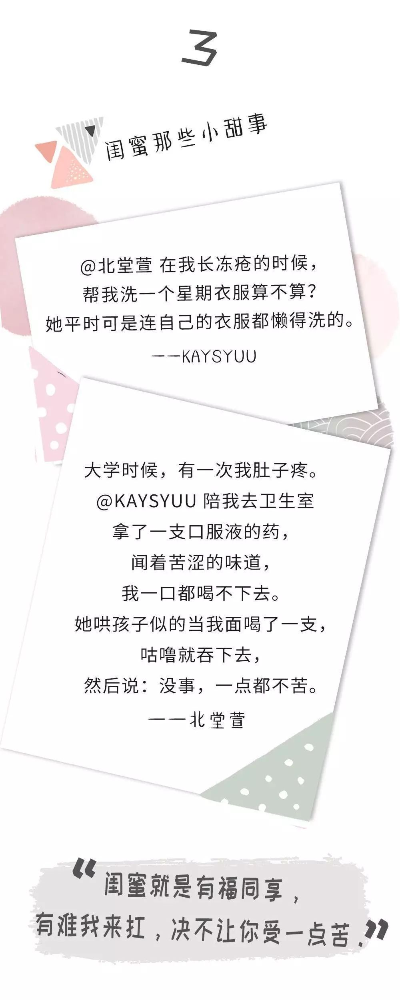 3
闺蜜那些小甜事
@北堂萱 在我长冻疮的时候，
帮我洗一个星期衣服算不算？
她平时可是连自己的衣服都懒得洗的。
——KAYSYUU
大学时候，有一次我肚子疼。
@KAYSYUU 陪我去卫生室
拿了一支口服液的药，
闻着苦涩的味道，
我一口都喝不下去。
她哄孩子似的当我面喝了一支，
咕噜就吞下去，
然后说：没事，一点都不苦。
——北堂萱
“闺蜜就是有福同享，
有难我来扛，决不让你受一点苦.”